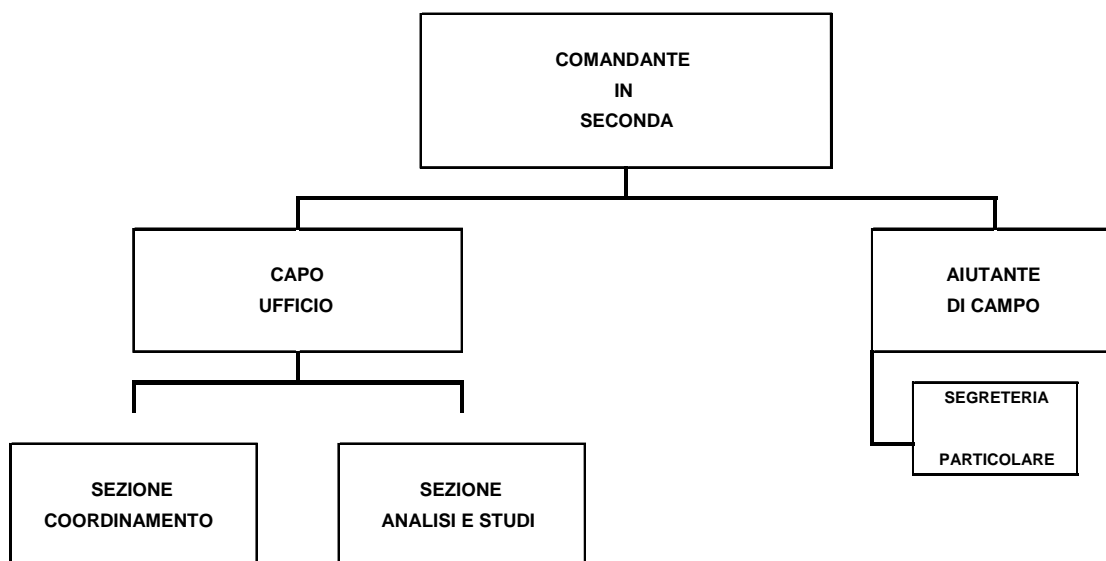 COMANDANTE
IN
SECONDA
CAPO
UFFICIO
AIUTANTE
DI CAMPO
SEGRETERIA
PARTICOLARE
SEZIONE
COORDINAMENTO
SEZIONE
ANALISI E STUDI